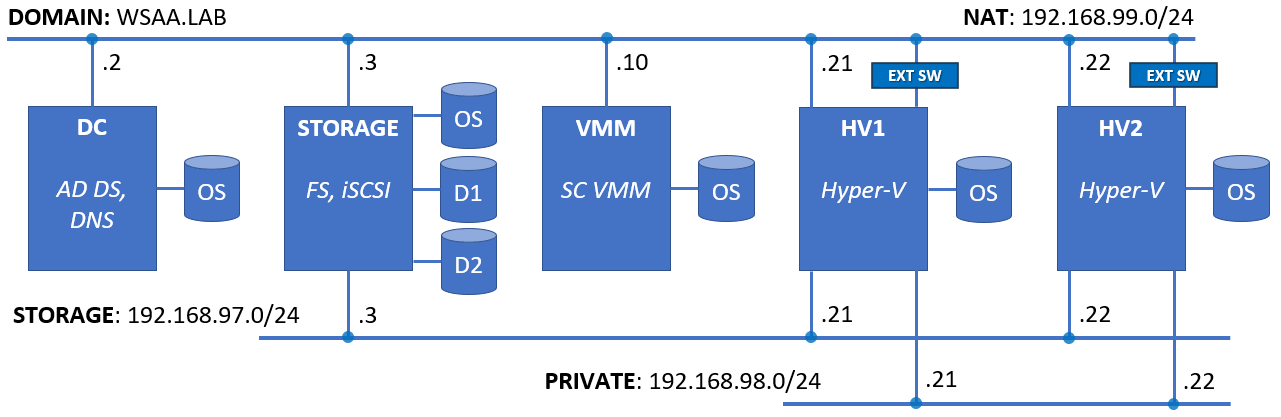 DOMAIN: WSAA.LAB
NAT: 192.168.99.0/24
.2
.3
.10
.21
EXT SW
.22
EXT SW
DC
AD DS,
DNS
OS
STORAGE
FS, iSCSI
OS
D1
D2
VMM
SC VMM
OS
HV1
Hyper-V
OS
HV2
Hyper-V
OS
STORAGE: 192.168.97.0/24
.3
.21
.22
PRIVATE: 192.168.98.0/24
.21
.22